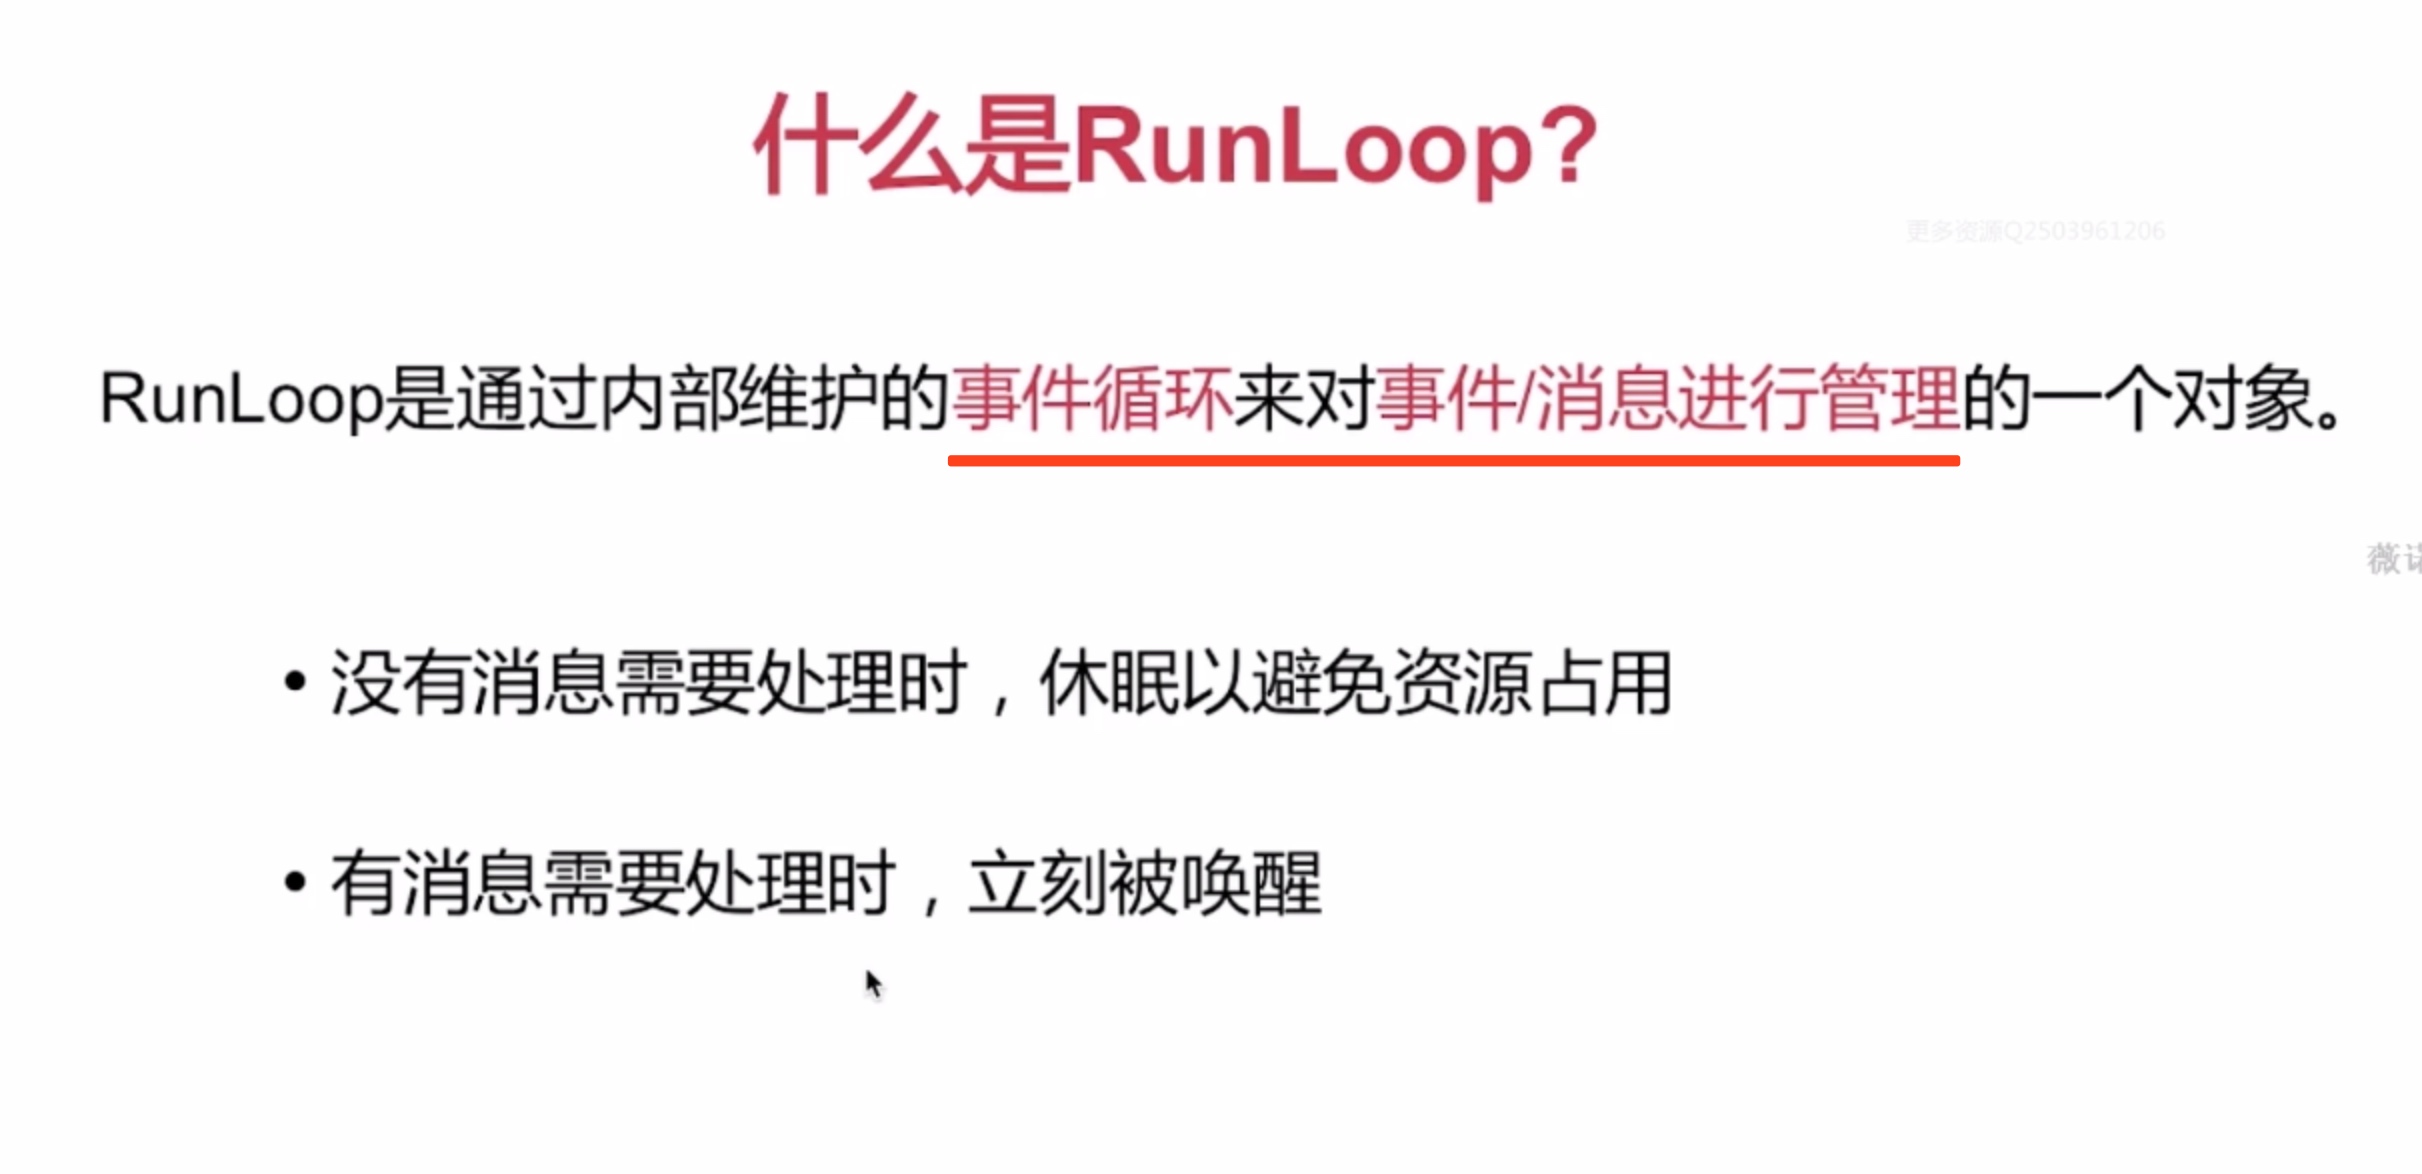 什么是RunLoop?
更多资源Q2503961206
RunLoop是通过内部维护的事件循环来对事件/消息进行管理的一个对象。
薇
• 没有消息需要处理时，休眠以避免资源占用
• 有消息需要处理时，立刻被唤醒